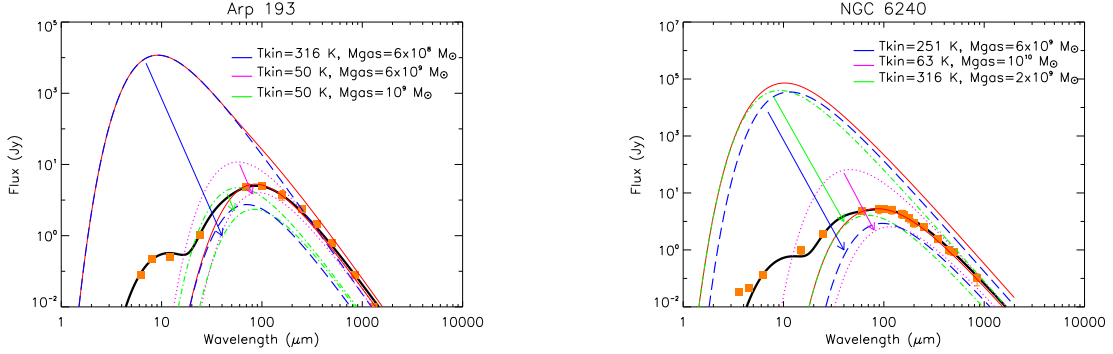 Arp 193
Tkin=316 K, Mgas=6x10⁸ M⊙
Tkin=50 K, Mgas=6x10⁹ M⊙
Tkin=50 K, Mgas=10⁹ M⊙
Flux (Jy)
10⁵
10³
10¹
10⁰
10⁻²
1
10
100
1000
10000
Wavelength (μm)
NGC 6240
Tkin=251 K, Mgas=6x10⁹ M⊙
Tkin=63 K, Mgas=10¹⁰ M⊙
Tkin=316 K, Mgas=2x10⁹ M⊙
Flux (Jy)
10⁷
10⁵
10³
10¹
10⁰
10⁻²
1
10
100
1000
10000
Wavelength (μm)